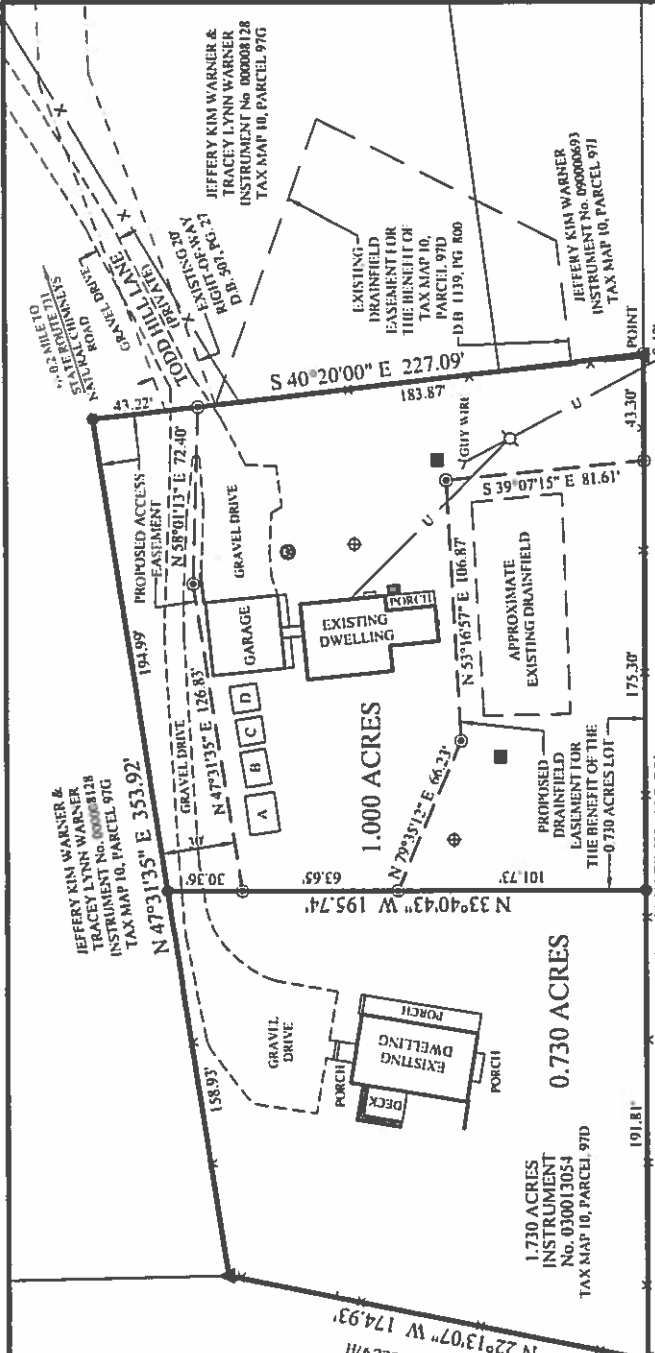 JEFFERY KIM WARNER &
TRACEY LYNN WARNER
INSTRUMENT No. 000008128
TAX MAP 10, PARCEL 97G
N 47°31'35" E 353.92'
158.93'
194.99'
+/-0.2 MILE TO
STATE ROUTE 731
NATURAL CHIMNEYS
ROAD
GRAVEL DRIVE
TODD HILL LANE
(PRIVATE)
EXISTING 20'
RIGHT-OF-WAY
D.B. 507, PG. 27
JEFFERY KIM WARNER &
TRACEY LYNN WARNER
INSTRUMENT No 000008128
TAX MAP 10, PARCEL 97G
43.22'
S 40°20'00" E 227.09'
183.87'
PROPOSED ACCESS
EASEMENT
N 58°01'13" E 72.40'
GRAVEL DRIVE
N 47°31'35" E 126.83'
30'
30.36'
GRAVEL DRIVE
GARAGE
A
B
C
D
EXISTING
DWELLING
PORCH
1.000 ACRES
63.65'
N 79°35'12" E 66.23'
N 53°16'57" E 106.87'
GUY WIRE
U
U
S 39°07'15" E 81.61'
APPROXIMATE
EXISTING DRAINFIELD
PROPOSED
DRAINFIELD
EASEMENT FOR
THE BENEFIT OF THE
0.730 ACRES LOT
101.73'
175.30'
43.30'
POINT
EXISTING
DRAINFIELD
EASEMENT FOR
THE BENEFIT OF
TAX MAP 10,
PARCEL 97D
D.B 1139, PG 800
JEFFERY KIM WARNER
INSTRUMENT No. 090000693
TAX MAP 10, PARCEL 97J
N 33°40'43" W 195.74'
GRAVEL
DRIVE
PORCH
EXISTING
DWELLING
PORCH
DECK
PORCH
0.730 ACRES
191.81'
1.730 ACRES
INSTRUMENT
No. 030013054
TAX MAP 10, PARCEL 97D
N 22°13'07" W 174.93'